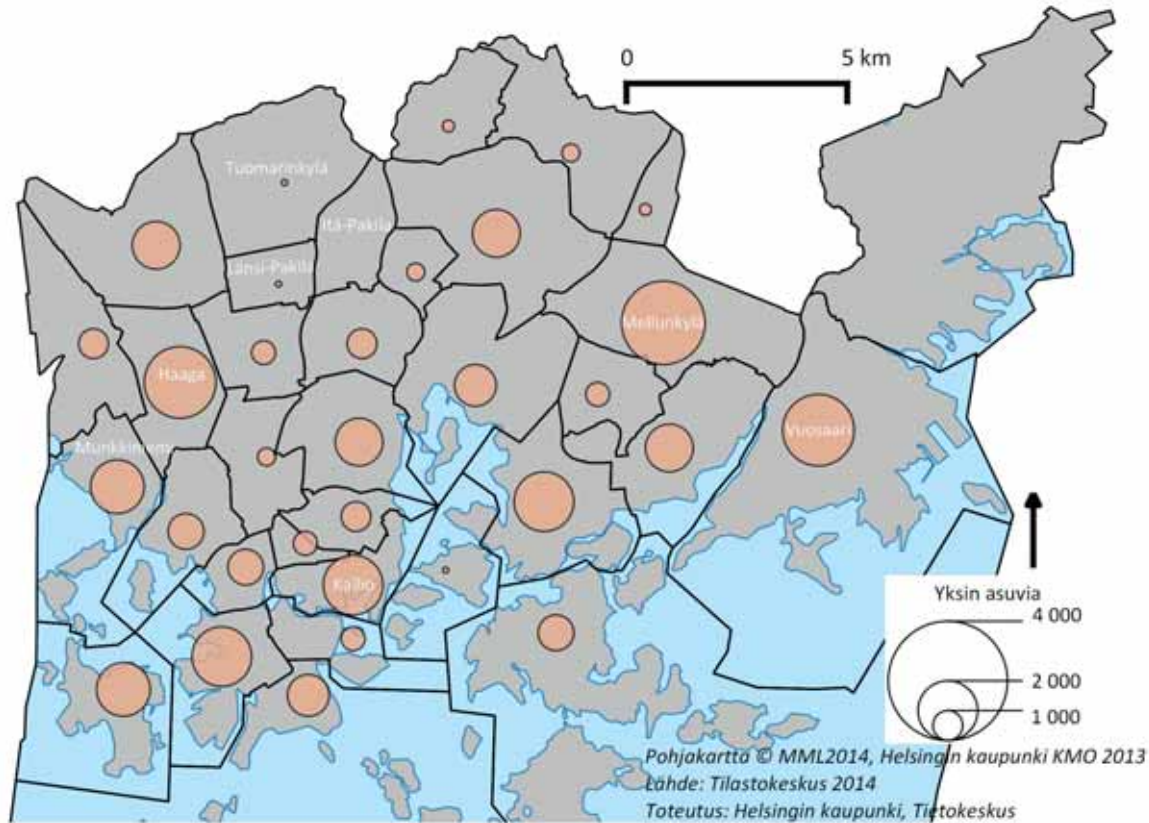 0
5 km
Tuomarinkylä
Itä-Pakila
Länsi-Pakila
Mellunkylä
Haaga
Vuosaari
Munkkiniemi
Kallio
Yksin asuvia
4 000
2 000
1 000
Pohjakartta © MML2014, Helsingin kaupunki KMO 2013
Lähde: Tilastokeskus 2014
Toteutus: Helsingin kaupunki, Tietokeskus